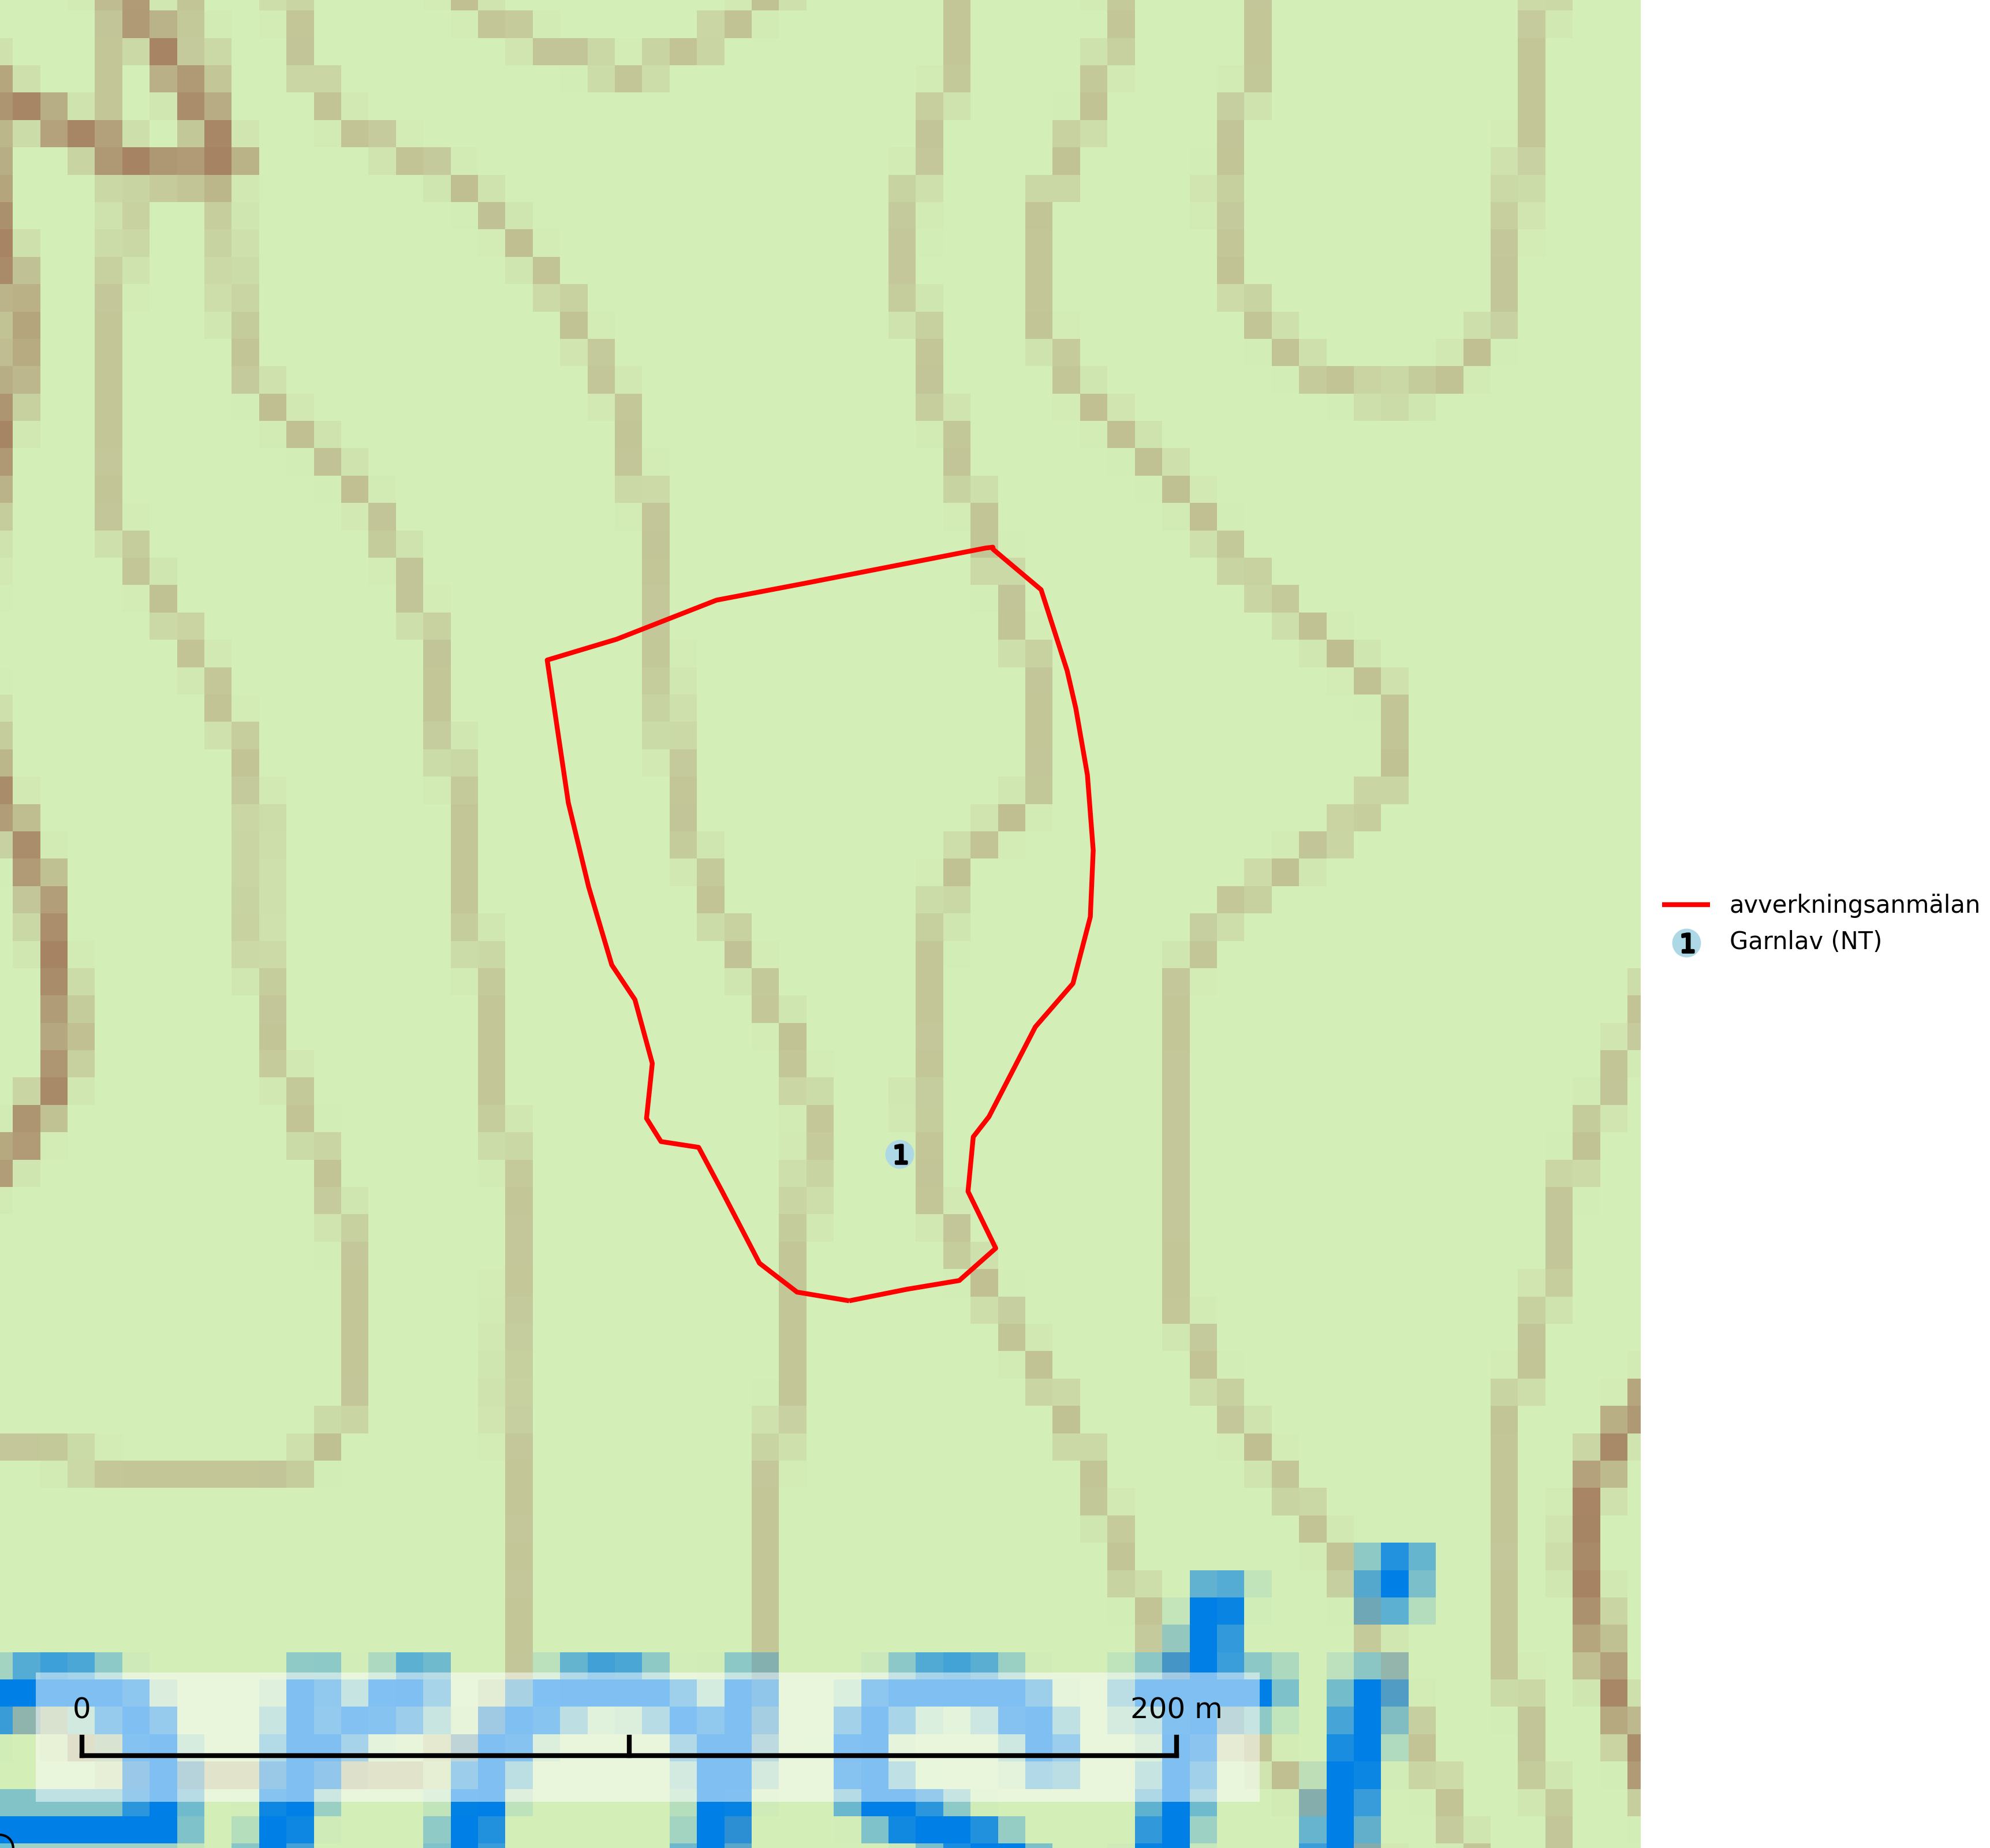 avverkningsanmälan
1 Garnlav (NT)
1
0 200 m